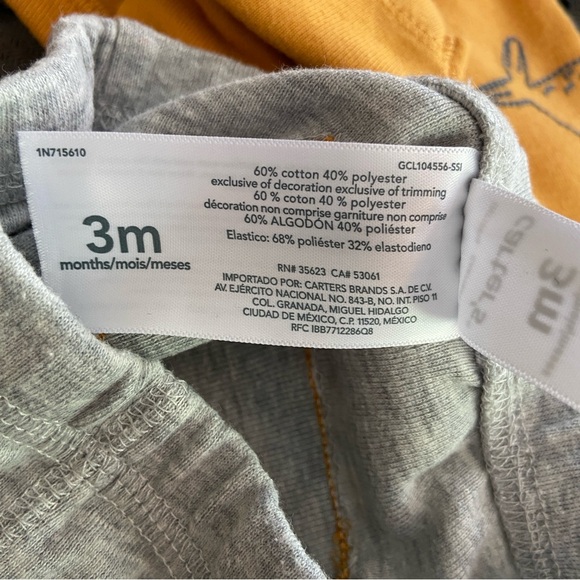 1N715610
GCL104556-SSI
60% cotton 40% polyester
exclusive of decoration exclusive of trimming
60 % coton 40 % polyester
décoration non comprise garniture non comprise
60% ALGODÓN 40% poliéster
Elastico: 68% poliéster 32% elastodieno
3m
months/mois/meses
RN# 35623 CA# 53061
IMPORTADO POR: CARTERS BRANDS S.A. DE C.V.
AV. EJÉRCITO NACIONAL NO. 843-B, NO. INT. PISO 11
COL. GRANADA, MIGUEL HIDALGO
CIUDAD DE MÉXICO, C.P. 11520, MÉXICO
RFC IBB7712286Q8
carter's
3m